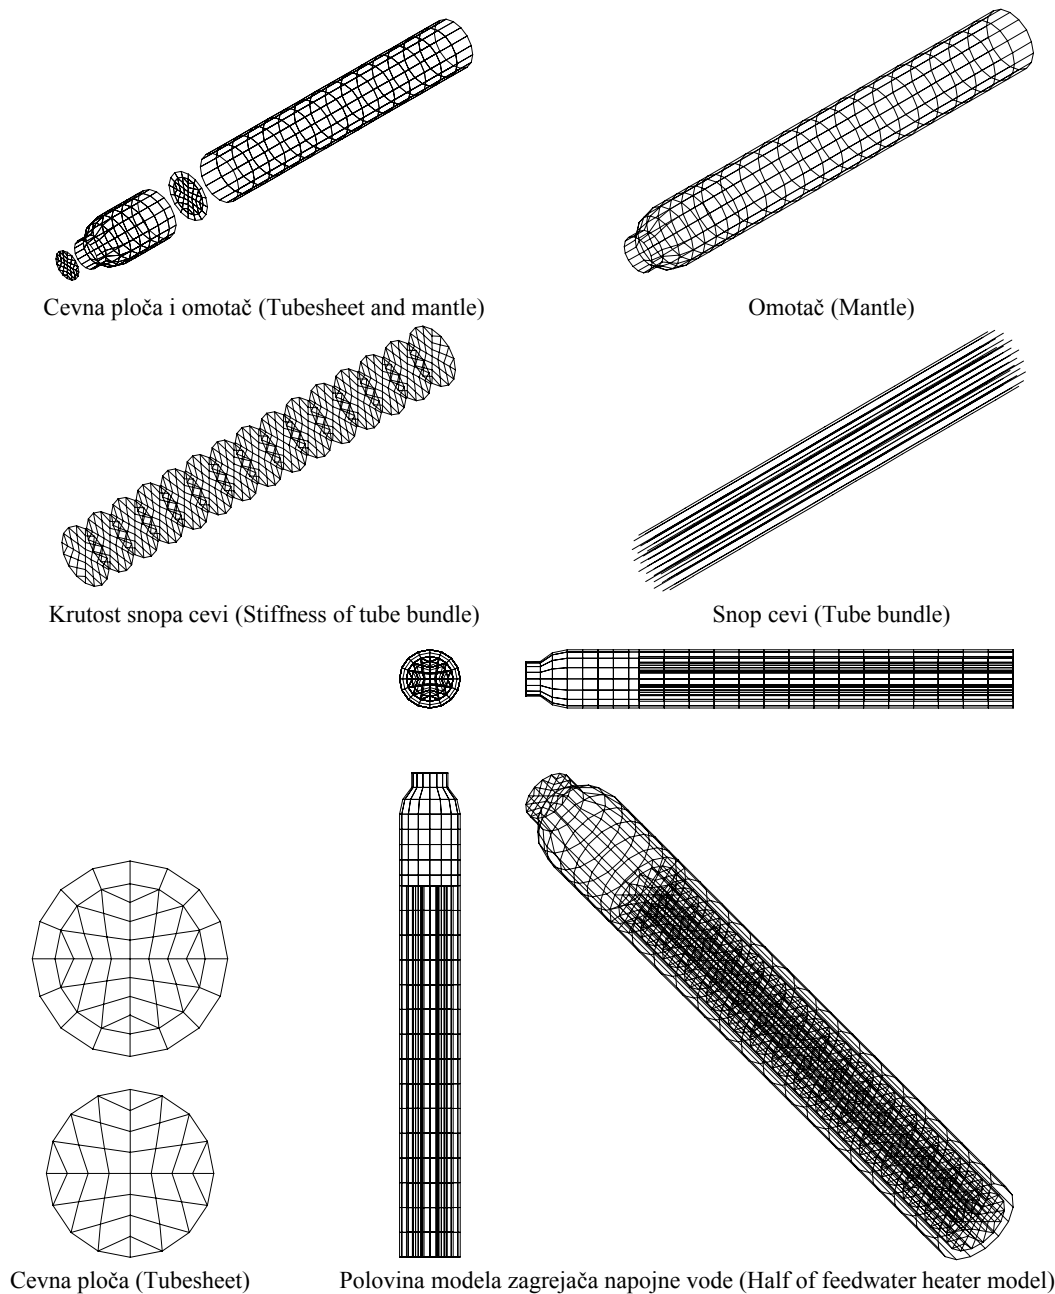 Cevna ploča i omotač (Tubesheet and mantle)
Omotač (Mantle)
Krutost snopa cevi (Stiffness of tube bundle)
Snop cevi (Tube bundle)
Cevna ploča (Tubesheet)
Polovina modela zagrejača napojne vode (Half of feedwater heater model)